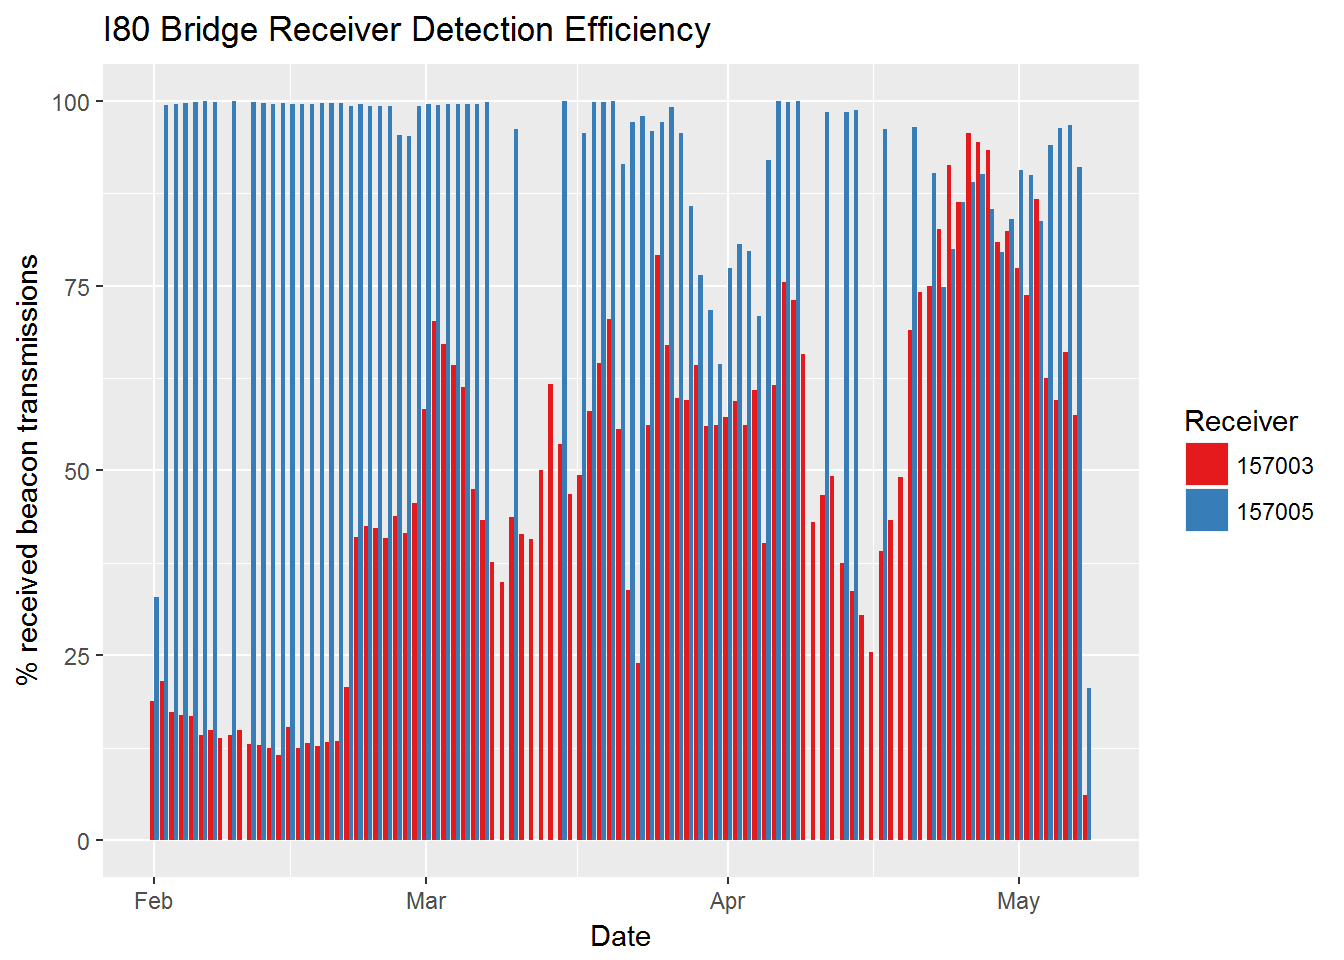 I80 Bridge Receiver Detection Efficiency
100
75
50
25
0
% received beacon transmissions
Feb
Mar
Apr
May
Date
Receiver
157003
157005